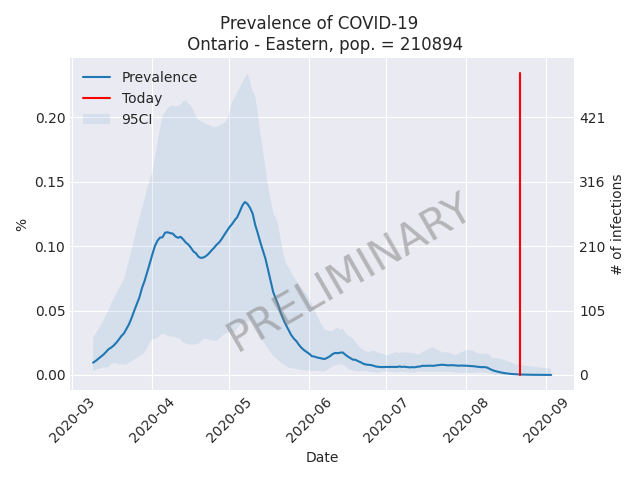 Prevalence of COVID-19
Ontario - Eastern, pop. = 210894
Prevalence
Today
95CI
0.20
0.15
0.10
0.05
0.00
%
421
316
210
105
0
# of infections
PRELIMINARY
2020-03
2020-04
2020-05
2020-06
2020-07
2020-08
2020-09
Date